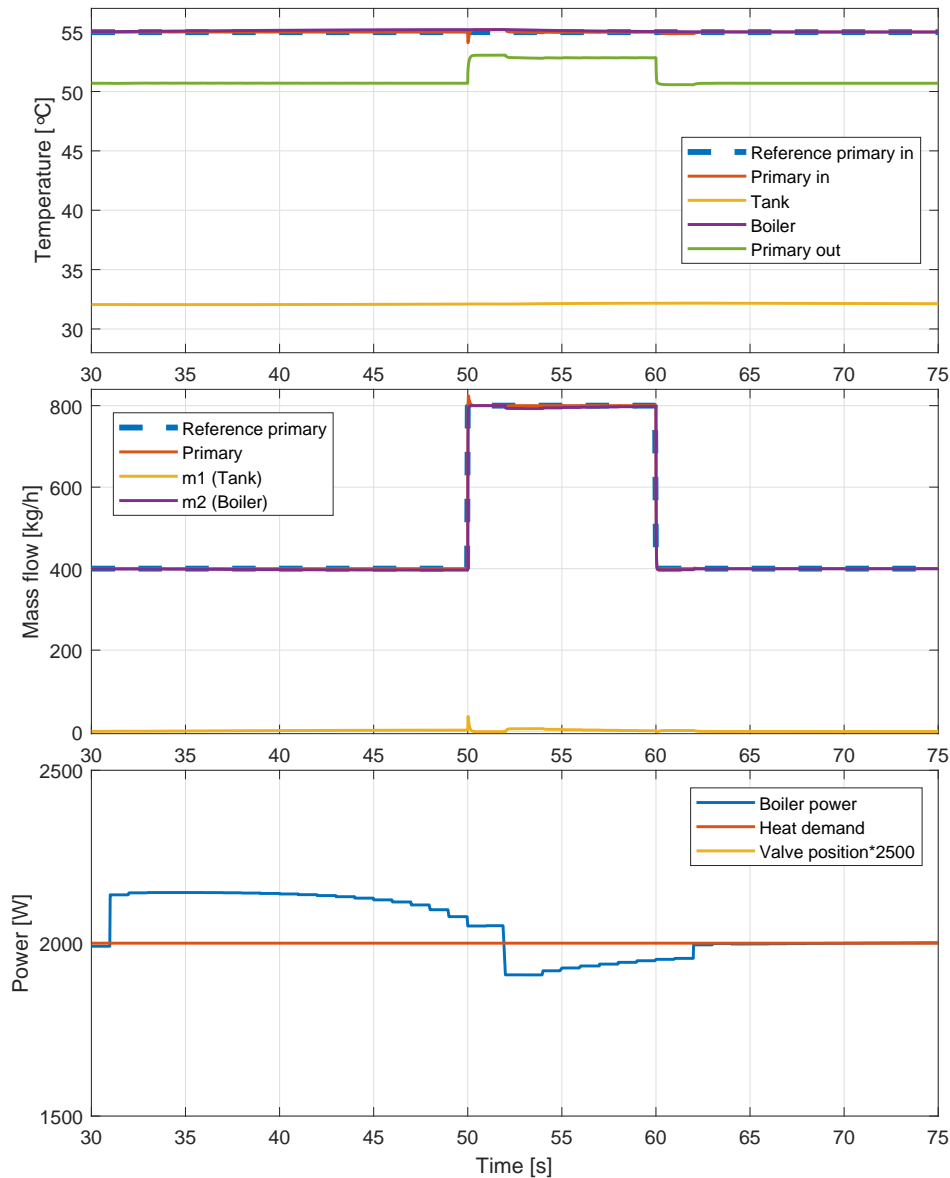 55
50
45
40
35
30
Temperature [°C]
Reference primary in
Primary in
Tank
Boiler
Primary out
30 35 40 45 50 55 60 65 70 75
800
600
400
200
0
Mass flow [kg/h]
Reference primary
Primary
m1 (Tank)
m2 (Boiler)
30 35 40 45 50 55 60 65 70 75
2500
2000
1500
Power [W]
Boiler power
Heat demand
Valve position*2500
30 35 40 45 50 55 60 65 70 75
Time [s]